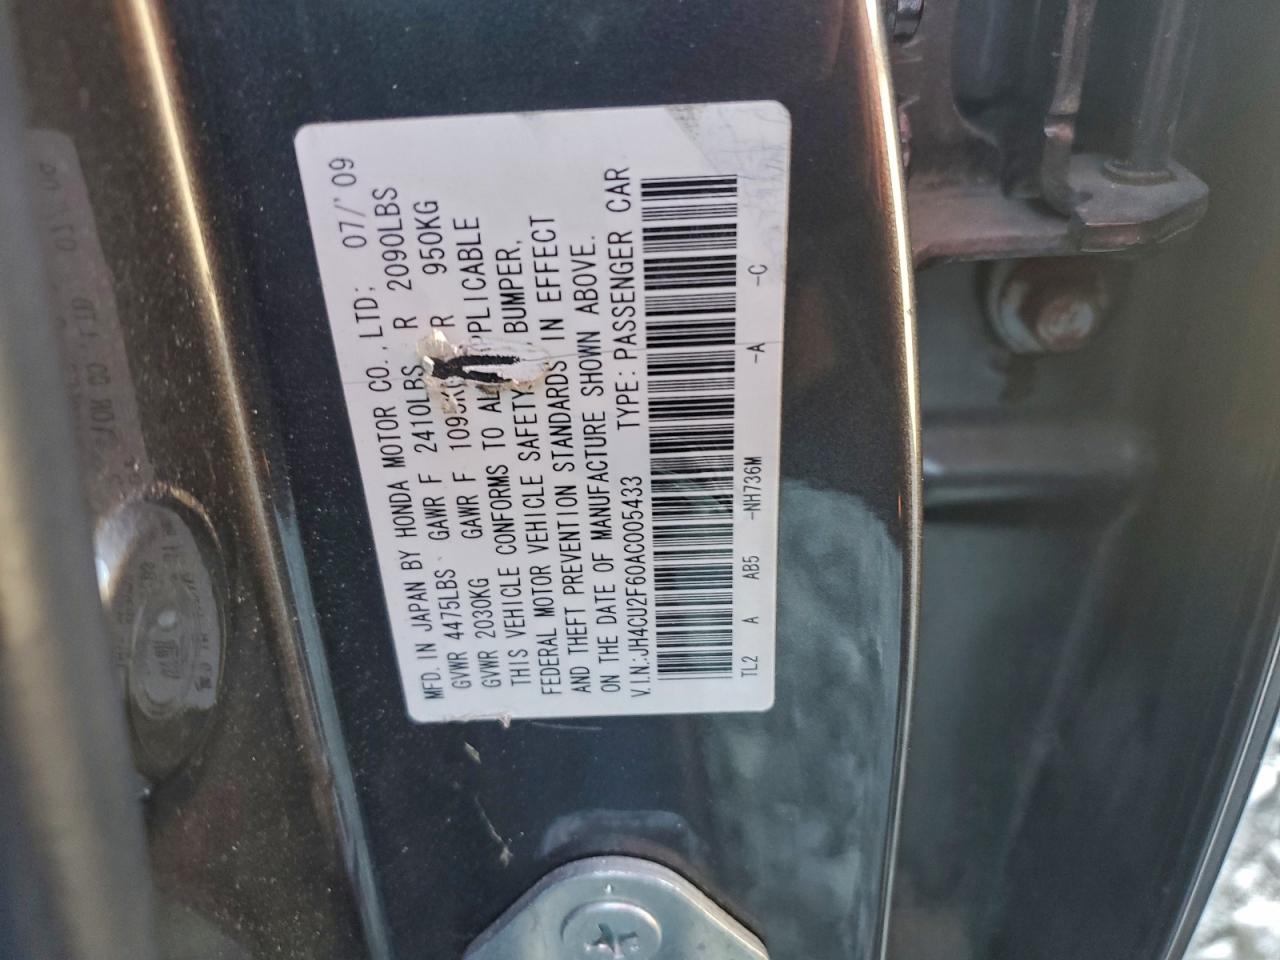 MFD. IN JAPAN BY HONDA MOTOR CO., LTD: 07/'09
GVWR 4475LBS GAWR F 2410LBS R 2090LBS
GVWR 2030KG GAWR F R 950KG
THIS VEHICLE CONFORMS TO APPLICABLE
FEDERAL MOTOR VEHICLE SAFETY, BUMPER,
AND THEFT PREVENTION STANDARDS IN EFFECT
ON THE DATE OF MANUFACTURE SHOWN ABOVE.
V.I.N.:JH4CU2F60AC005433 TYPE: PASSENGER CAR
TL2 A AB5 -NH736M -A -C